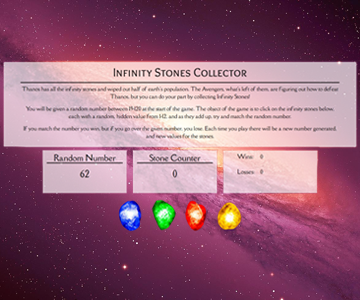 Infinity Stones Collector
Thanos has all the infinity stones and wiped out half of earth's population. The Avengers, what's left of them, are figuring out how to defeat
Thanos, but you can do your part by collecting Infinity Stones!
You will be given a random number between 19-120 at the start of the game. The object of the game is to click on the infinity stones below,
each with a random, hidden value from 1-12, and as they add up, try and match the random number.
If you match the number you win, but if you go over the given number, you lose. Each time you play there will be a new number generated,
and new values for the stones.
Random Number
Stone Counter
Wins: 0
62
0
Losses: 0